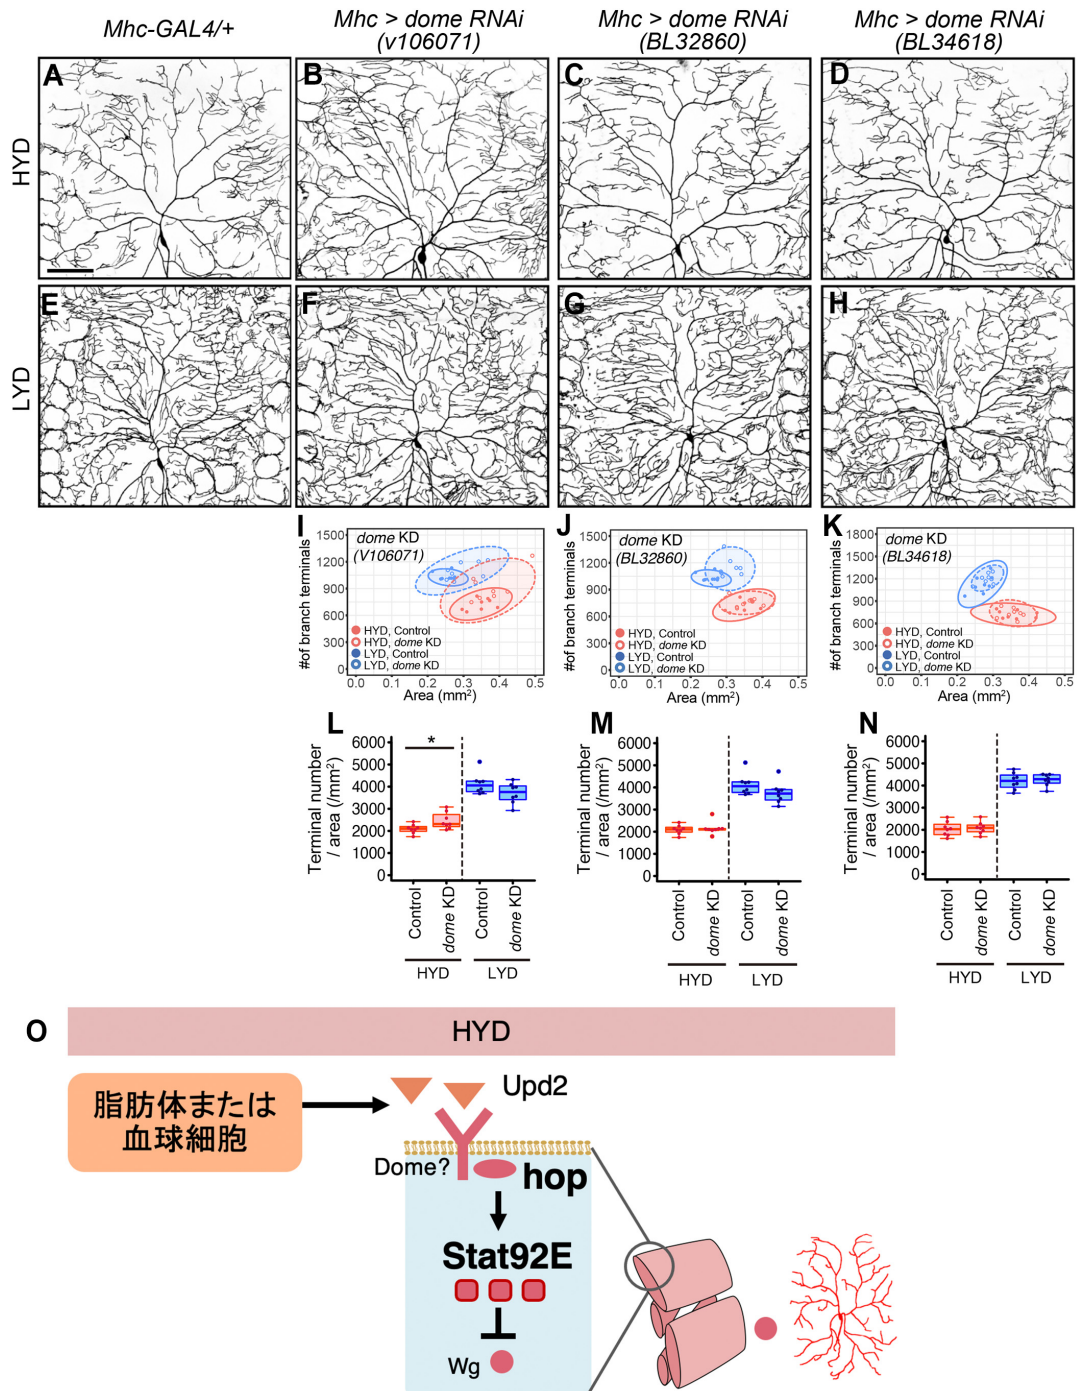 Mhc-GAL4/+
Mhc > dome RNAi
(v106071)
Mhc > dome RNAi
(BL32860)
Mhc > dome RNAi
(BL34618)
HYD
A
B
C
D
LYD
E
F
G
H
I
#of branch terminals
1500
1200
900
600
300
0
dome KD
(V106071)
HYD, Control
HYD, dome KD
LYD, Control
LYD, dome KD
0.0 0.1 0.2 0.3 0.4 0.5
Area (mm²)
J
#of branch terminals
1500
1200
900
600
300
0
dome KD
(BL32860)
HYD, Control
HYD, dome KD
LYD, Control
LYD, dome KD
0.0 0.1 0.2 0.3 0.4 0.5
Area (mm²)
K
#of branch terminals
1800
1500
1200
900
600
300
0
dome KD
(BL34618)
HYD, Control
HYD, dome KD
LYD, Control
LYD, dome KD
0.0 0.1 0.2 0.3 0.4 0.5
Area (mm²)
L
Terminal number
/ area (/mm²)
6000
5000
4000
3000
2000
1000
0
*
Control
dome KD
Control
dome KD
HYD
LYD
M
Terminal number
/ area (/mm²)
6000
5000
4000
3000
2000
1000
0
Control
dome KD
Control
dome KD
HYD
LYD
N
Terminal number
/ area (/mm²)
6000
5000
4000
3000
2000
1000
0
Control
dome KD
Control
dome KD
HYD
LYD
O
HYD
脂肪体または
血球細胞
Upd2
Dome?
hop
Stat92E
Wg